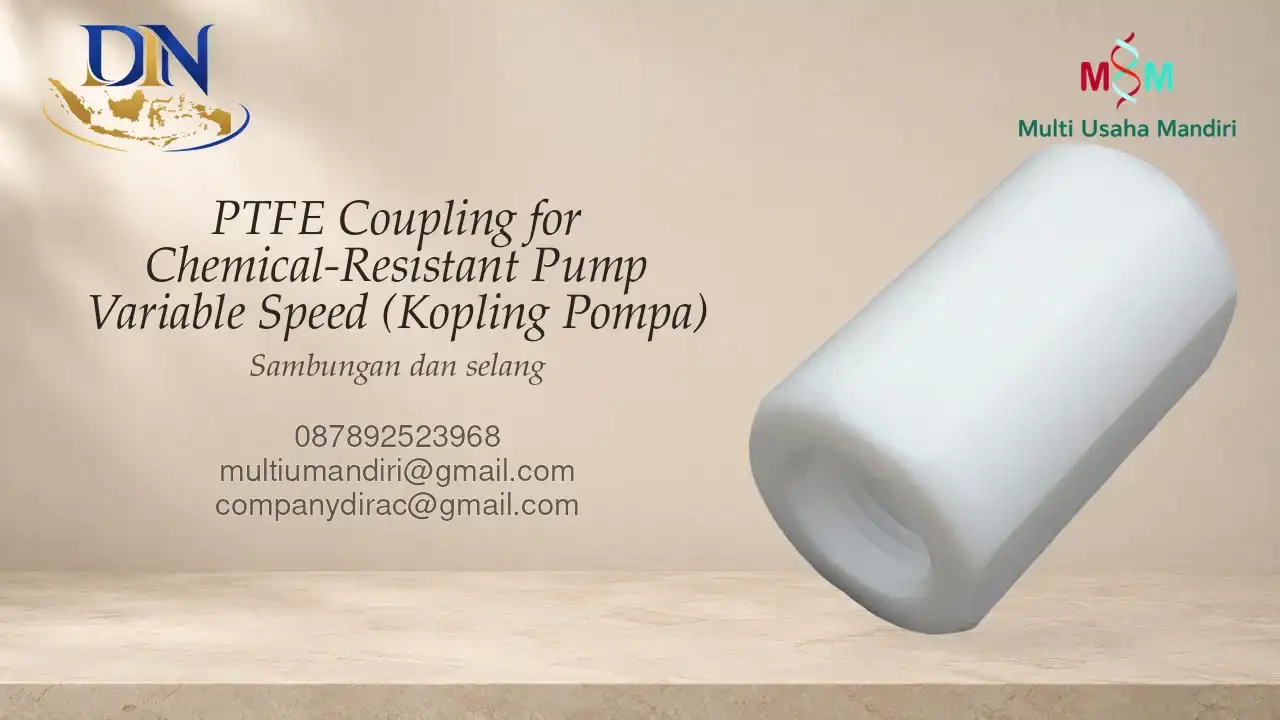 DN
M M
Multi Usaha Mandiri
PTFE Coupling for
Chemical-Resistant Pump
Variable Speed (Kopling Pompa)
Sambungan dan selang
087892523968
multiumandiri@gmail.com
companydirac@gmail.com